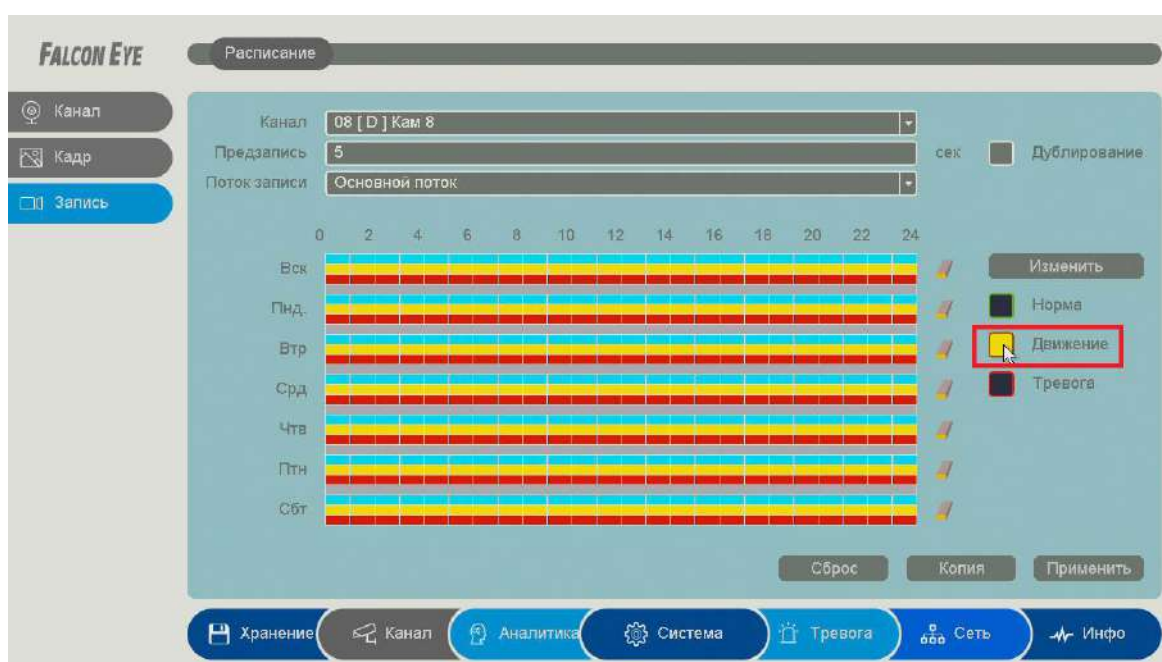 FALCON EYE
Расписание
Канал
Кадр
Запись
Канал 08 [ D ] Кам 8
Предзапись 5 сек Дублирование
Поток записи Основной поток
0 2 4 6 8 10 12 14 16 18 20 22 24
Вск Изменить
Пнд. Норма
Втр Движение
Срд Тревога
Чтв
Птн
Сбт
Сброс Копия Применить
Хранение Канал Аналитика Система Тревога Сеть Инфо